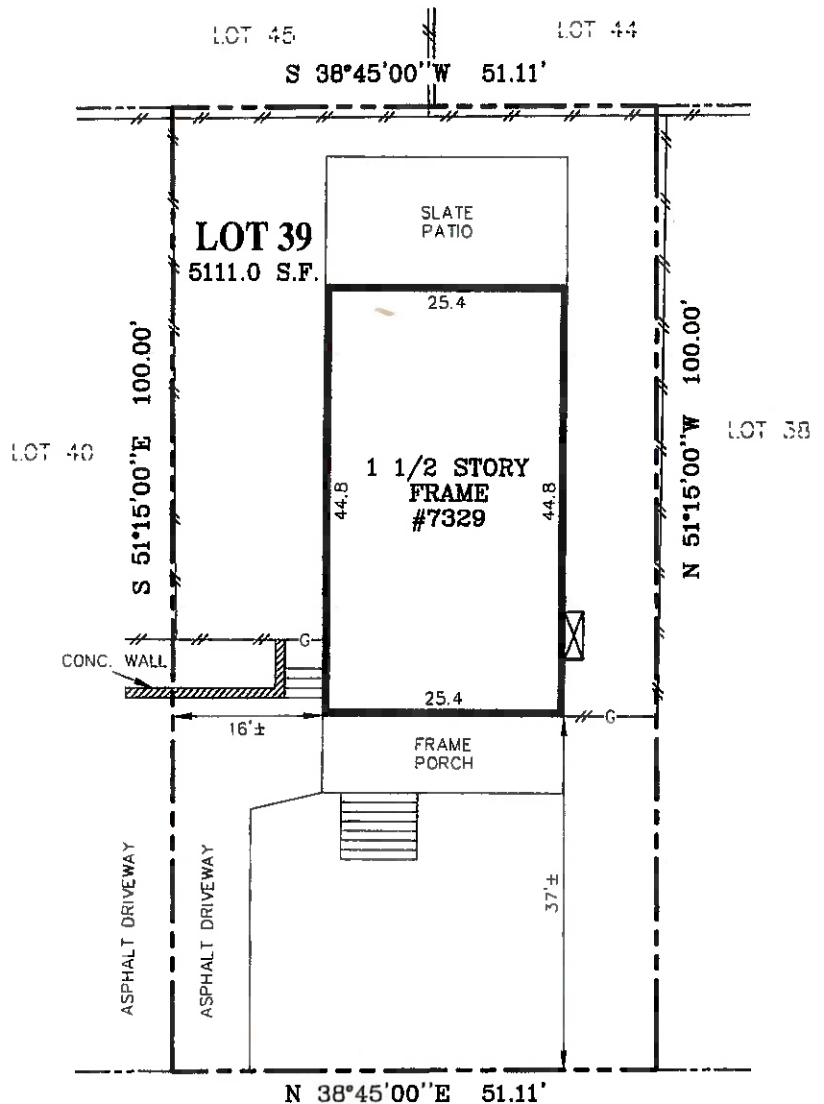 LOT 45
LOT 44
S 38°45'00"W 51.11'
SLATE
PATIO
LOT 39
5111.0 S.F.
25.4
S 51°15'00"E 100.00'
N 51°15'00"W 100.00'
LOT 40
LOT 38
1 1/2 STORY
FRAME
#7329
44.8
44.8
G
CONC. WALL
25.4
16'±
G
FRAME
PORCH
37'±
ASPHALT DRIVEWAY
ASPHALT DRIVEWAY
N 38°45'00"E 51.11'